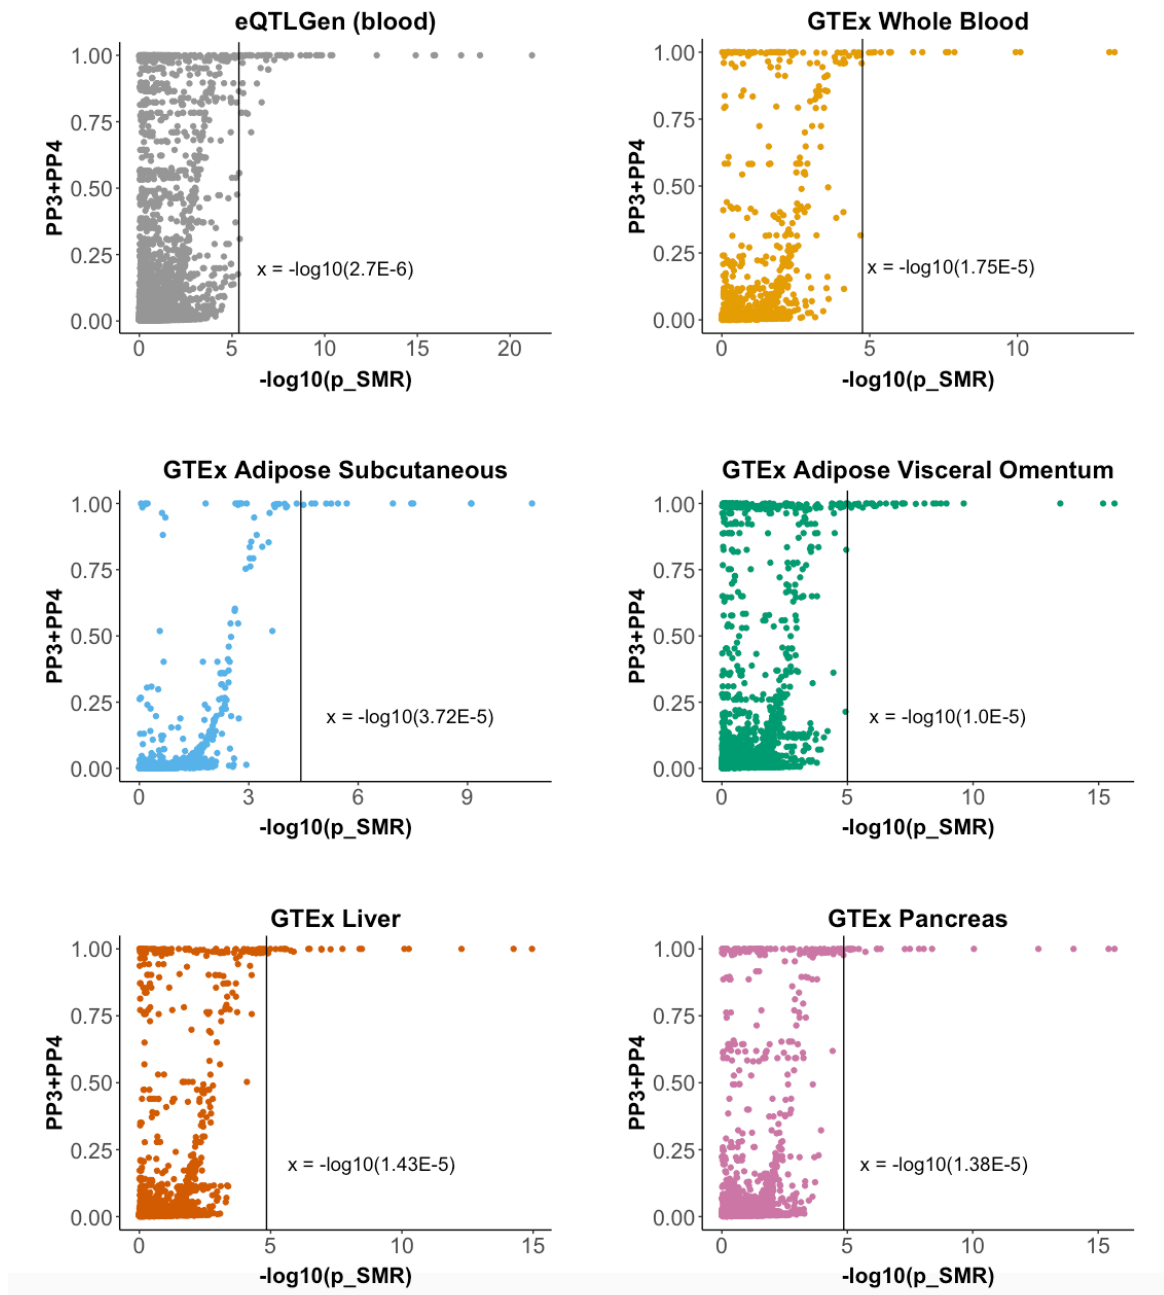 eQTLGen (blood)
1.00
0.75
0.50
0.25
0.00
PP3+PP4
x = -log10(2.7E-6)
0 5 10 15 20
-log10(p_SMR)
GTEx Whole Blood
1.00
0.75
0.50
0.25
0.00
PP3+PP4
x = -log10(1.75E-5)
0 5 10
-log10(p_SMR)
GTEx Adipose Subcutaneous
1.00
0.75
0.50
0.25
0.00
PP3+PP4
x = -log10(3.72E-5)
0 3 6 9
-log10(p_SMR)
GTEx Adipose Visceral Omentum
1.00
0.75
0.50
0.25
0.00
PP3+PP4
x = -log10(1.0E-5)
0 5 10 15
-log10(p_SMR)
GTEx Liver
1.00
0.75
0.50
0.25
0.00
PP3+PP4
x = -log10(1.43E-5)
0 5 10 15
-log10(p_SMR)
GTEx Pancreas
1.00
0.75
0.50
0.25
0.00
PP3+PP4
x = -log10(1.38E-5)
0 5 10 15
-log10(p_SMR)